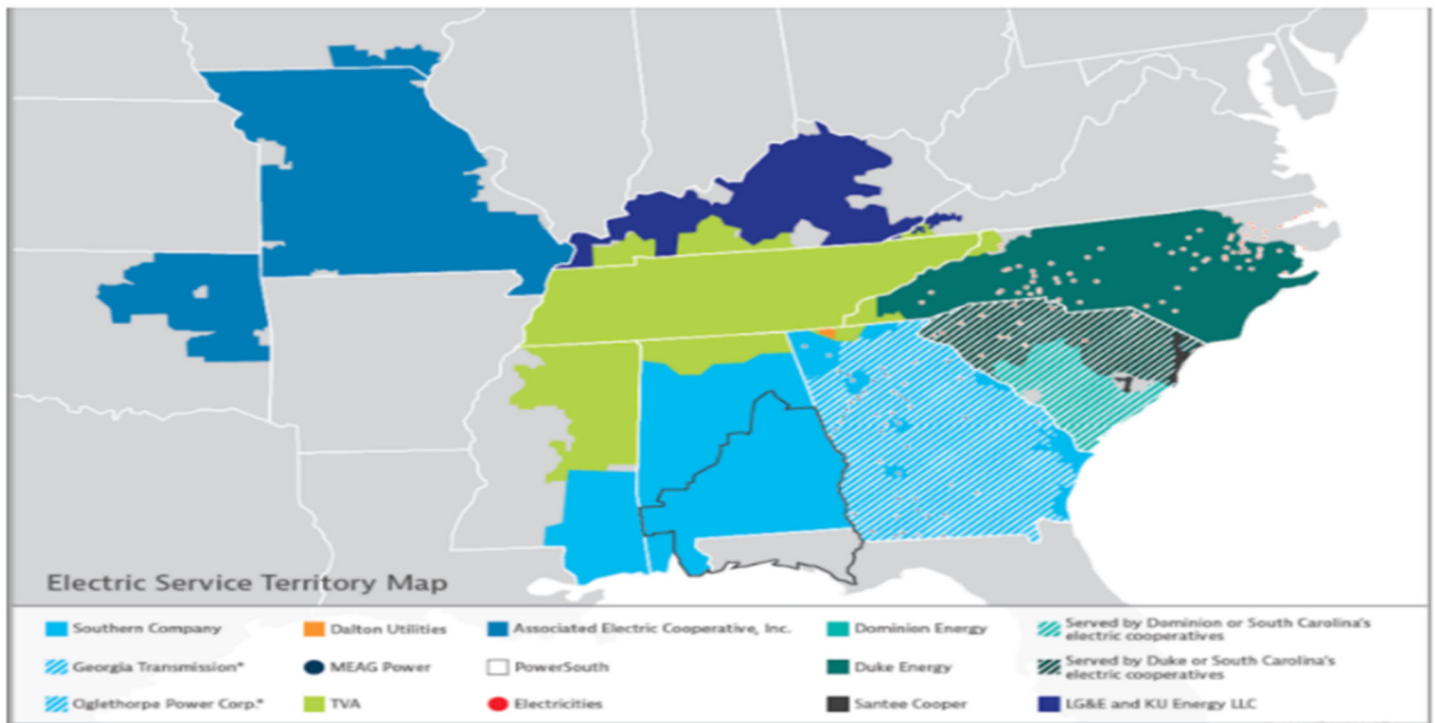 Electric Service Territory Map
Southern Company
Dalton Utilities
Associated Electric Cooperative, Inc.
Dominion Energy
Served by Dominion or South Carolina's
electric cooperatives
Georgia Transmission*
MEAG Power
PowerSouth
Duke Energy
Served by Duke or South Carolina's
electric cooperatives
Oglethorpe Power Corp.*
TVA
Electricities
Santee Cooper
LG&E and KU Energy LLC